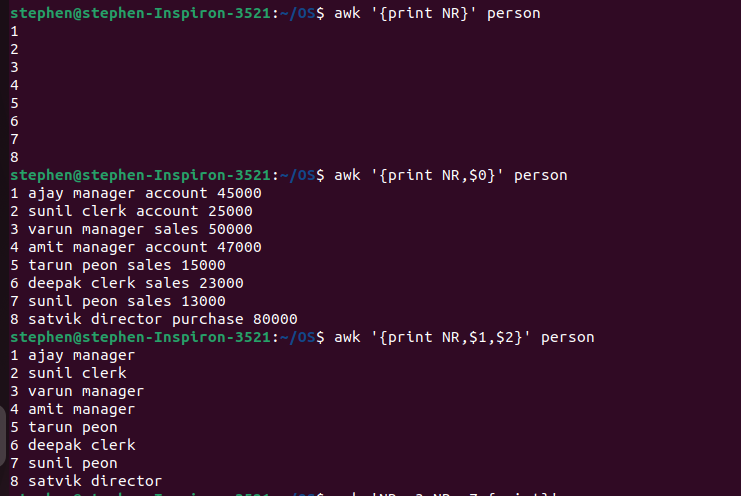 stephen@stephen-Inspiron-3521:~/OS$ awk '{print NR}' person
1
2
3
4
5
6
7
8
stephen@stephen-Inspiron-3521:~/OS$ awk '{print NR,$0}' person
1 ajay manager account 45000
2 sunil clerk account 25000
3 varun manager sales 50000
4 amit manager account 47000
5 tarun peon sales 15000
6 deepak clerk sales 23000
7 sunil peon sales 13000
8 satvik director purchase 80000
stephen@stephen-Inspiron-3521:~/OS$ awk '{print NR,$1,$2}' person
1 ajay manager
2 sunil clerk
3 varun manager
4 amit manager
5 tarun peon
6 deepak clerk
7 sunil peon
8 satvik director